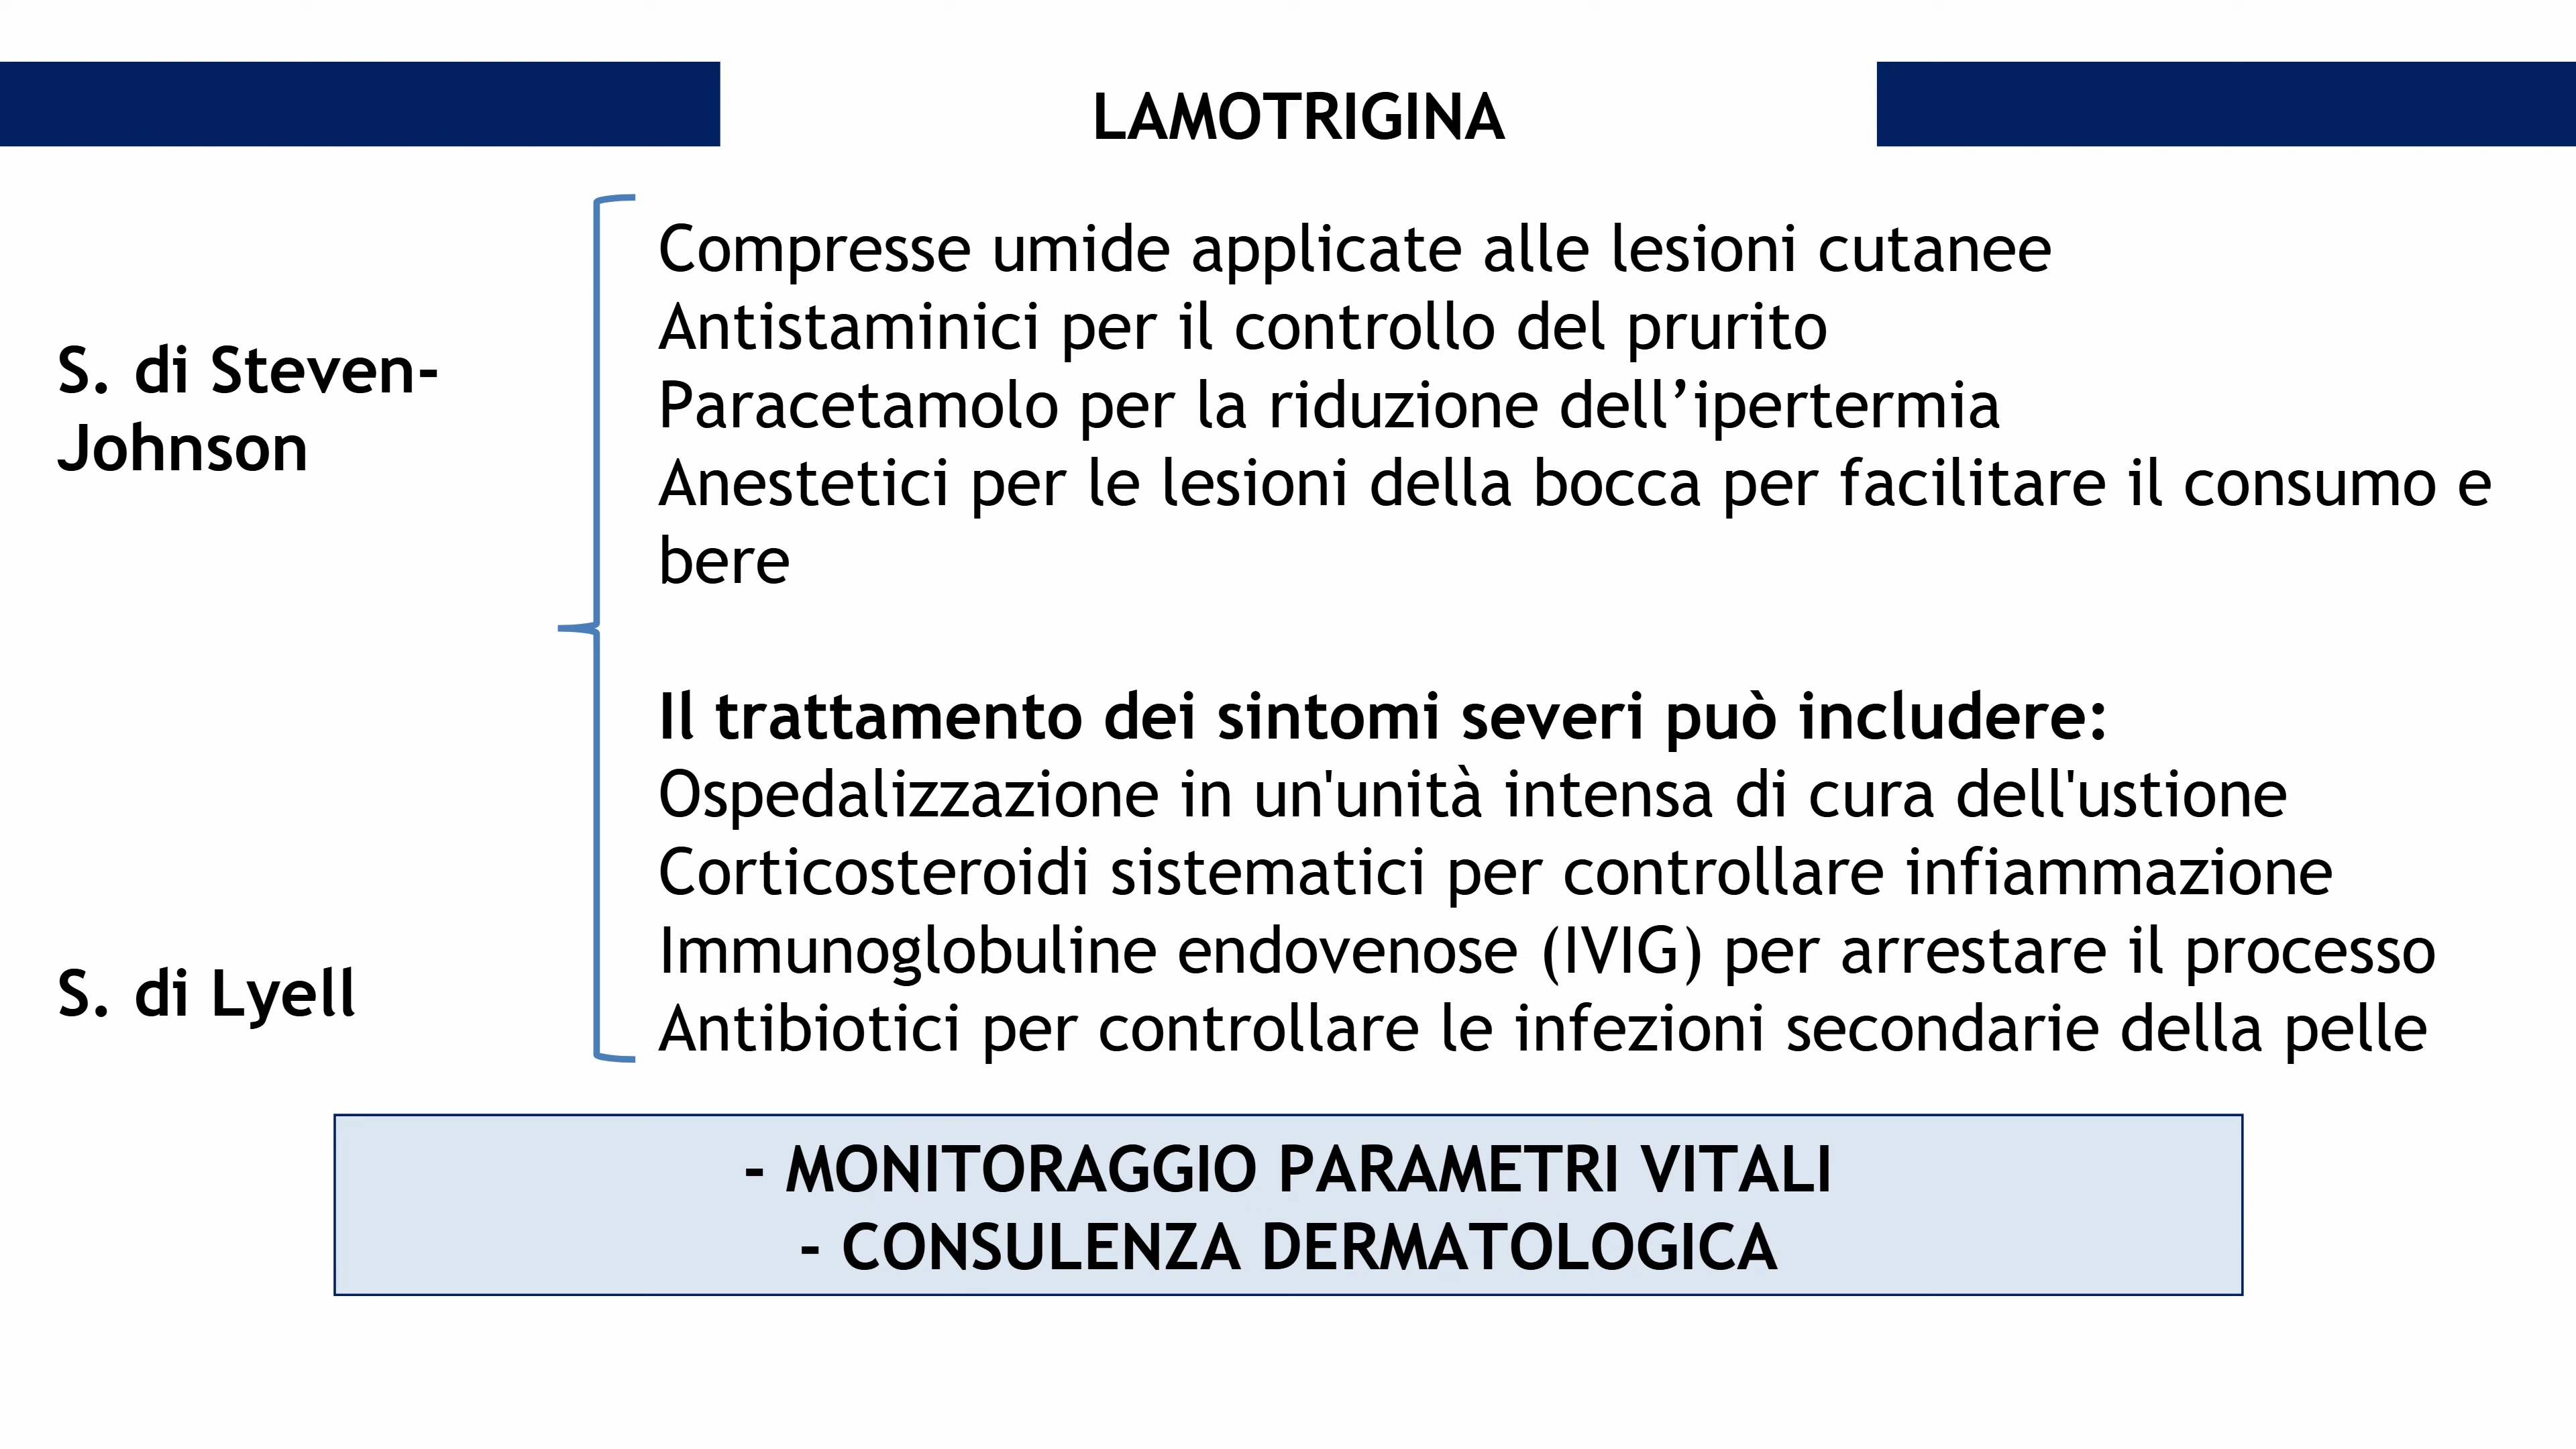 LAMOTRIGINA
S. di Steven-
Johnson
S. di Lyell
Compresse umide applicate alle lesioni cutanee
Antistaminici per il controllo del prurito
Paracetamolo per la riduzione dell’ipertermia
Anestetici per le lesioni della bocca per facilitare il consumo e
bere
Il trattamento dei sintomi severi può includere:
Ospedalizzazione in un'unità intensa di cura dell'ustione
Corticosteroidi sistematici per controllare infiammazione
Immunoglobuline endovenose (IVIG) per arrestare il processo
Antibiotici per controllare le infezioni secondarie della pelle
- MONITORAGGIO PARAMETRI VITALI
- CONSULENZA DERMATOLOGICA